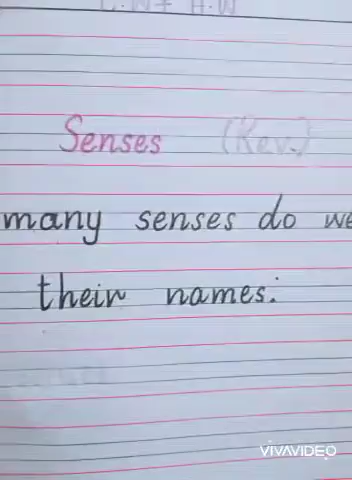 C.W + H.W
Senses (Rev.)
many senses do we
their names:
VIVAVIDEO